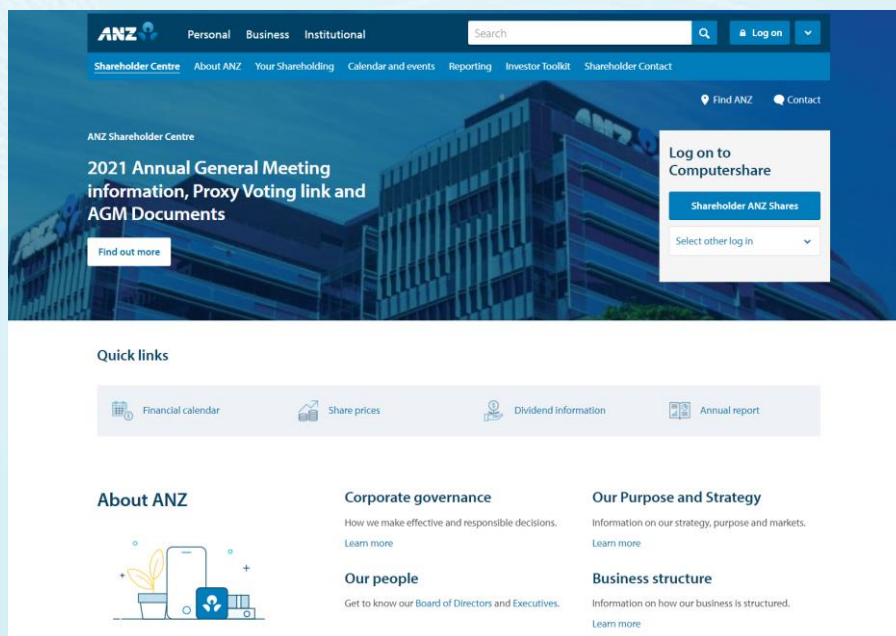 ANZ
Personal Business Institutional
Search
Log on
Shareholder Centre About ANZ Your Shareholding Calendar and events Reporting Investor Toolkit Shareholder Contact
Find ANZ Contact
ANZ Shareholder Centre
2021 Annual General Meeting
information, Proxy Voting link and
AGM Documents
Find out more
ANZ
ANZ
Log on to
Computershare
Shareholder ANZ Shares
Select other log in
Quick links
Financial calendar Share prices Dividend information Annual report
About ANZ
Corporate governance
How we make effective and responsible decisions.
Learn more
Our Purpose and Strategy
Information on our strategy, purpose and markets.
Learn more
Our people
Get to know our Board of Directors and Executives.
Business structure
Information on how our business is structured.
Learn more